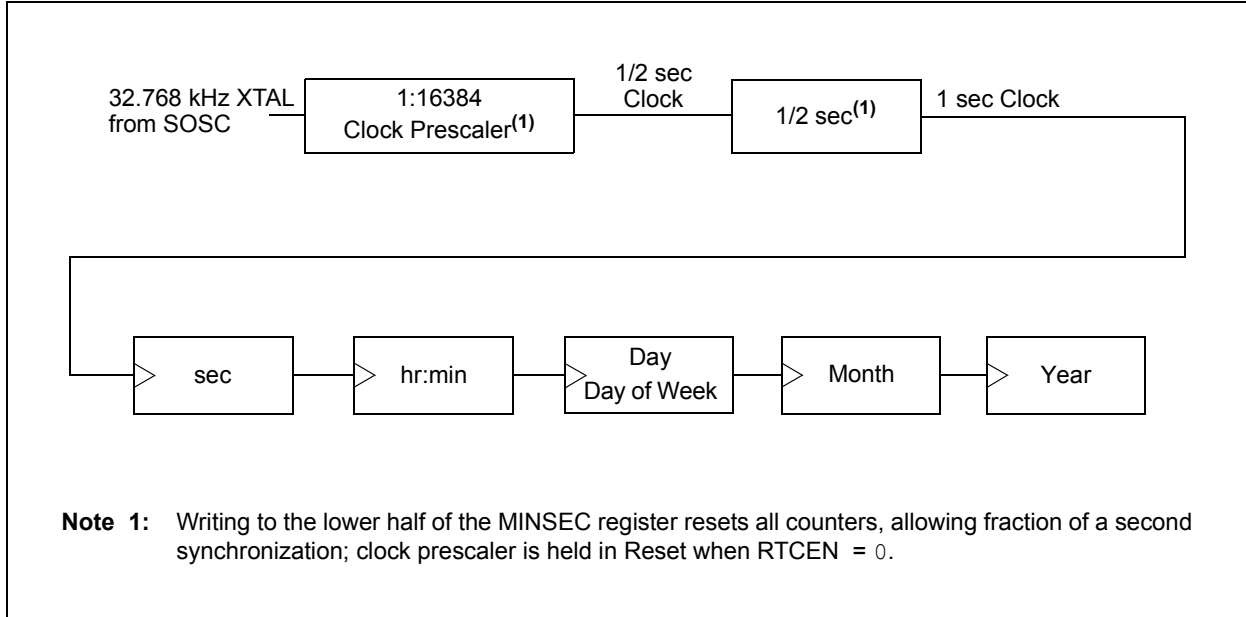 32.768 kHz XTAL
from SOSC
1:16384
Clock Prescaler(1)
1/2 sec
Clock
1/2 sec(1)
1 sec Clock
sec
hr:min
Day
Day of Week
Month
Year
Note 1: Writing to the lower half of the MINSEC register resets all counters, allowing fraction of a second
synchronization; clock prescaler is held in Reset when RTCEN = 0.